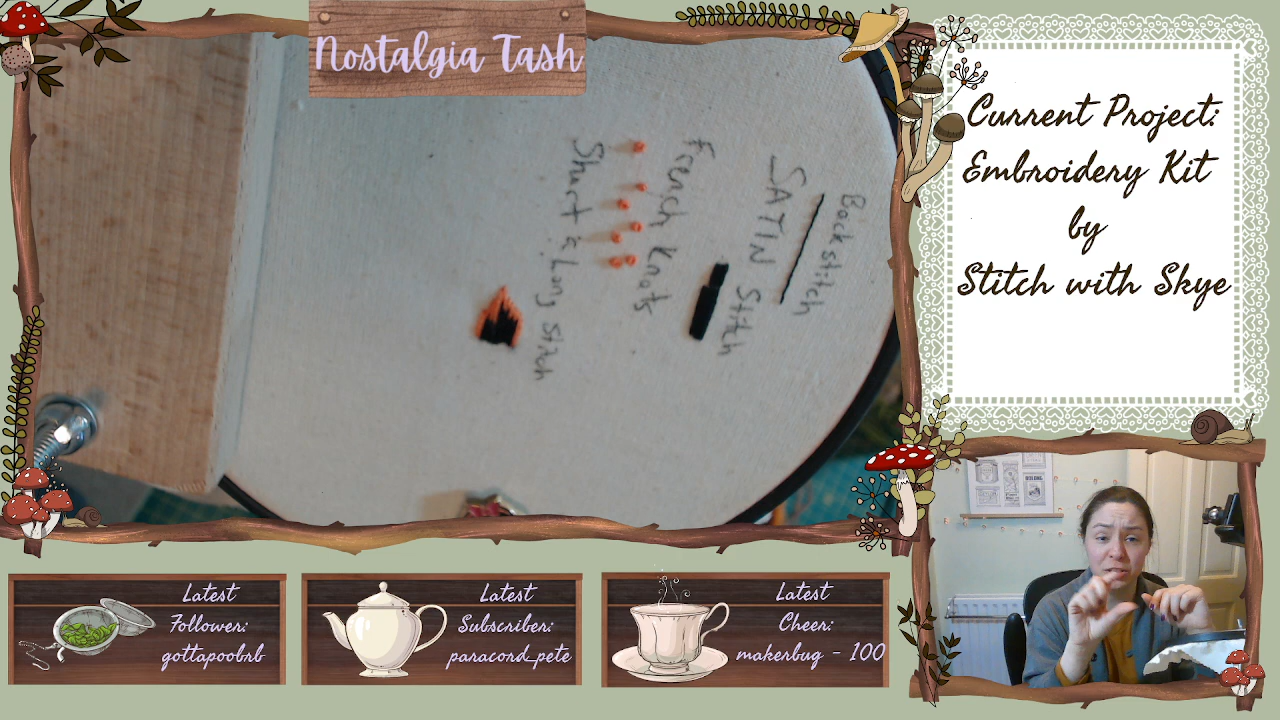 Nostalgia Tash
Backstitch
SATIN Stitch
French Knots
Short & Long Stitch
Current Project:
Embroidery Kit
by
Stitch with Skye
Latest
Follower:
gottapoobrb
Latest
Subscriber:
paracord_pete
Latest
Cheer:
makerbug - 100